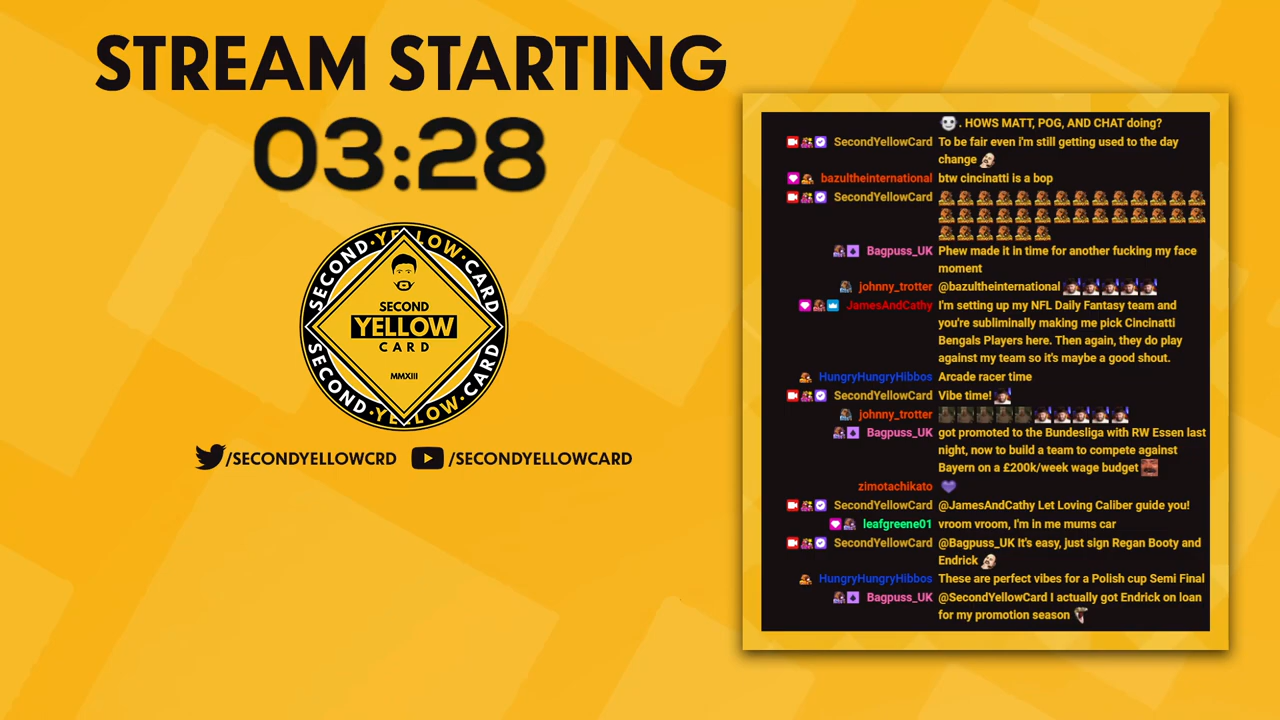 STREAM STARTING
03:28
SECOND·YELLOW·CARD
SECOND
YELLOW
CARD
MMXIII
SECOND·YELLOW·CARD
/SECONDYELLOWCRD /SECONDYELLOWCARD
. HOWS MATT, POG, AND CHAT doing?
SecondYellowCard To be fair even i'm still getting used to the day
change
bazultheinternational btw cincinatti is a bop
SecondYellowCard
Bagpuss_UK Phew made it in time for another fucking my face
moment
johnny_trotter @bazultheinternational
JamesAndCathy I'm setting up my NFL Daily Fantasy team and
you're subliminally making me pick Cincinatti
Bengals Players here. Then again, they do play
against my team so it's maybe a good shout.
HungryHungryHibbos Arcade racer time
SecondYellowCard Vibe time!
johnny_trotter
Bagpuss_UK got promoted to the Bundesliga with RW Essen last
night, now to build a team to compete against
Bayern on a £200k/week wage budget
zimotachikato
SecondYellowCard @JamesAndCathy Let Loving Caliber guide you!
leafgreene01 vroom vroom, I'm in me mums car
SecondYellowCard @Bagpuss_UK It's easy, just sign Regan Booty and
Endrick
HungryHungryHibbos These are perfect vibes for a Polish cup Semi Final
Bagpuss_UK @SecondYellowCard I actually got Endrick on loan
for my promotion season